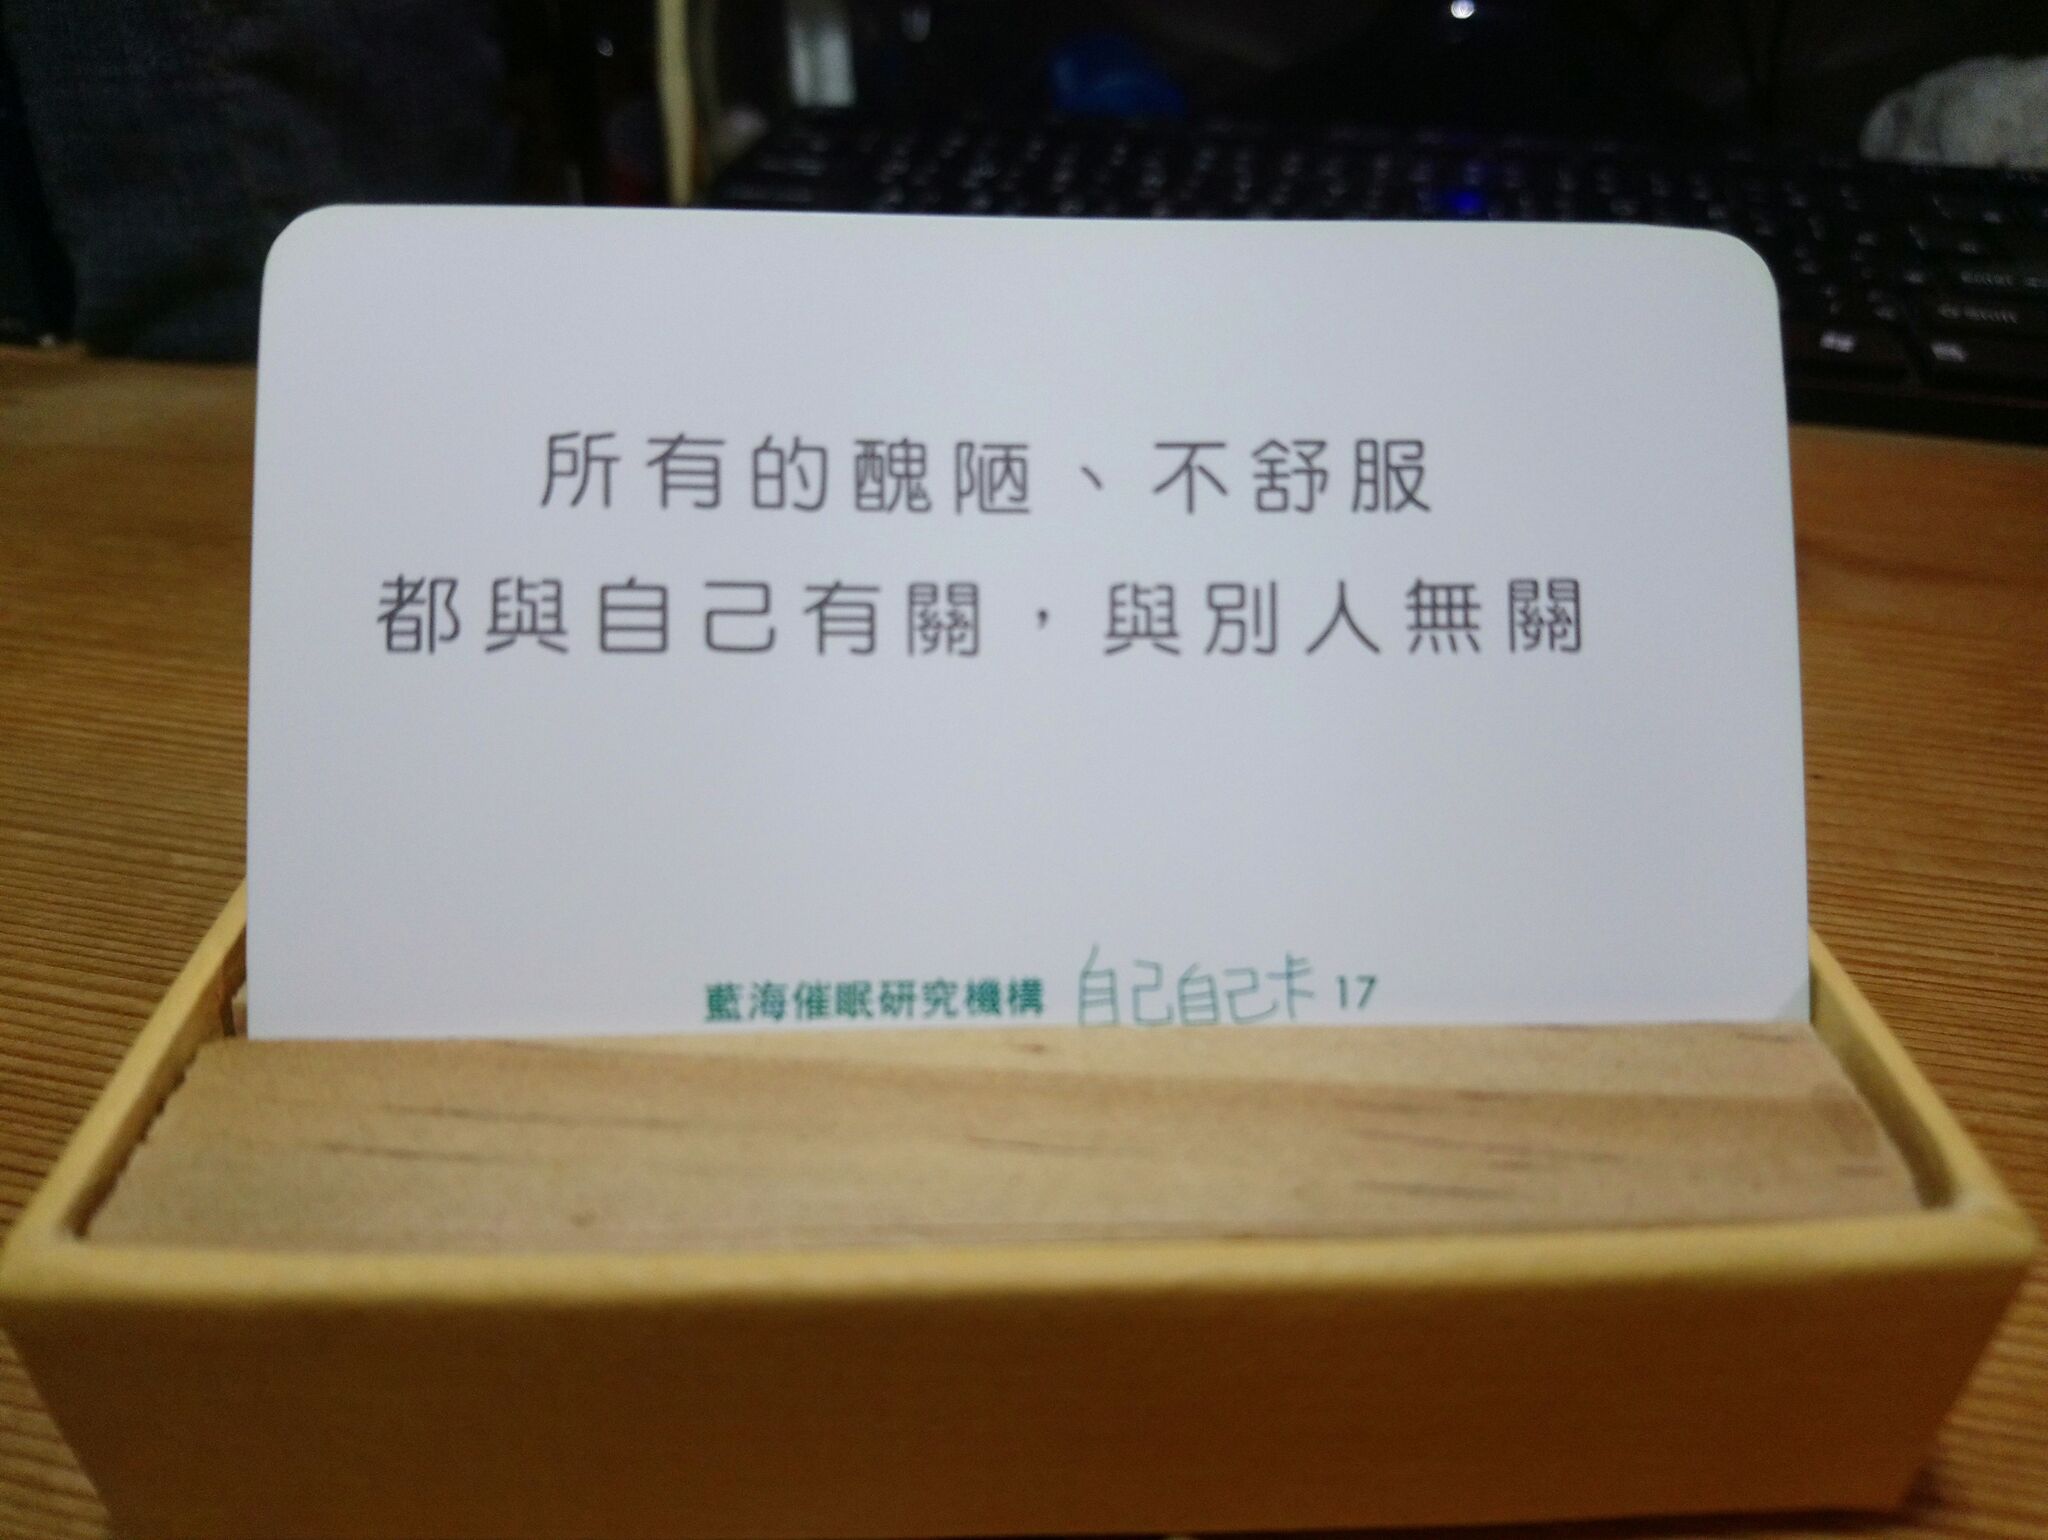 所有的醜陋、不舒服
都與自己有關，與別人無關
藍海催眠研究機構 自己自己卡 17